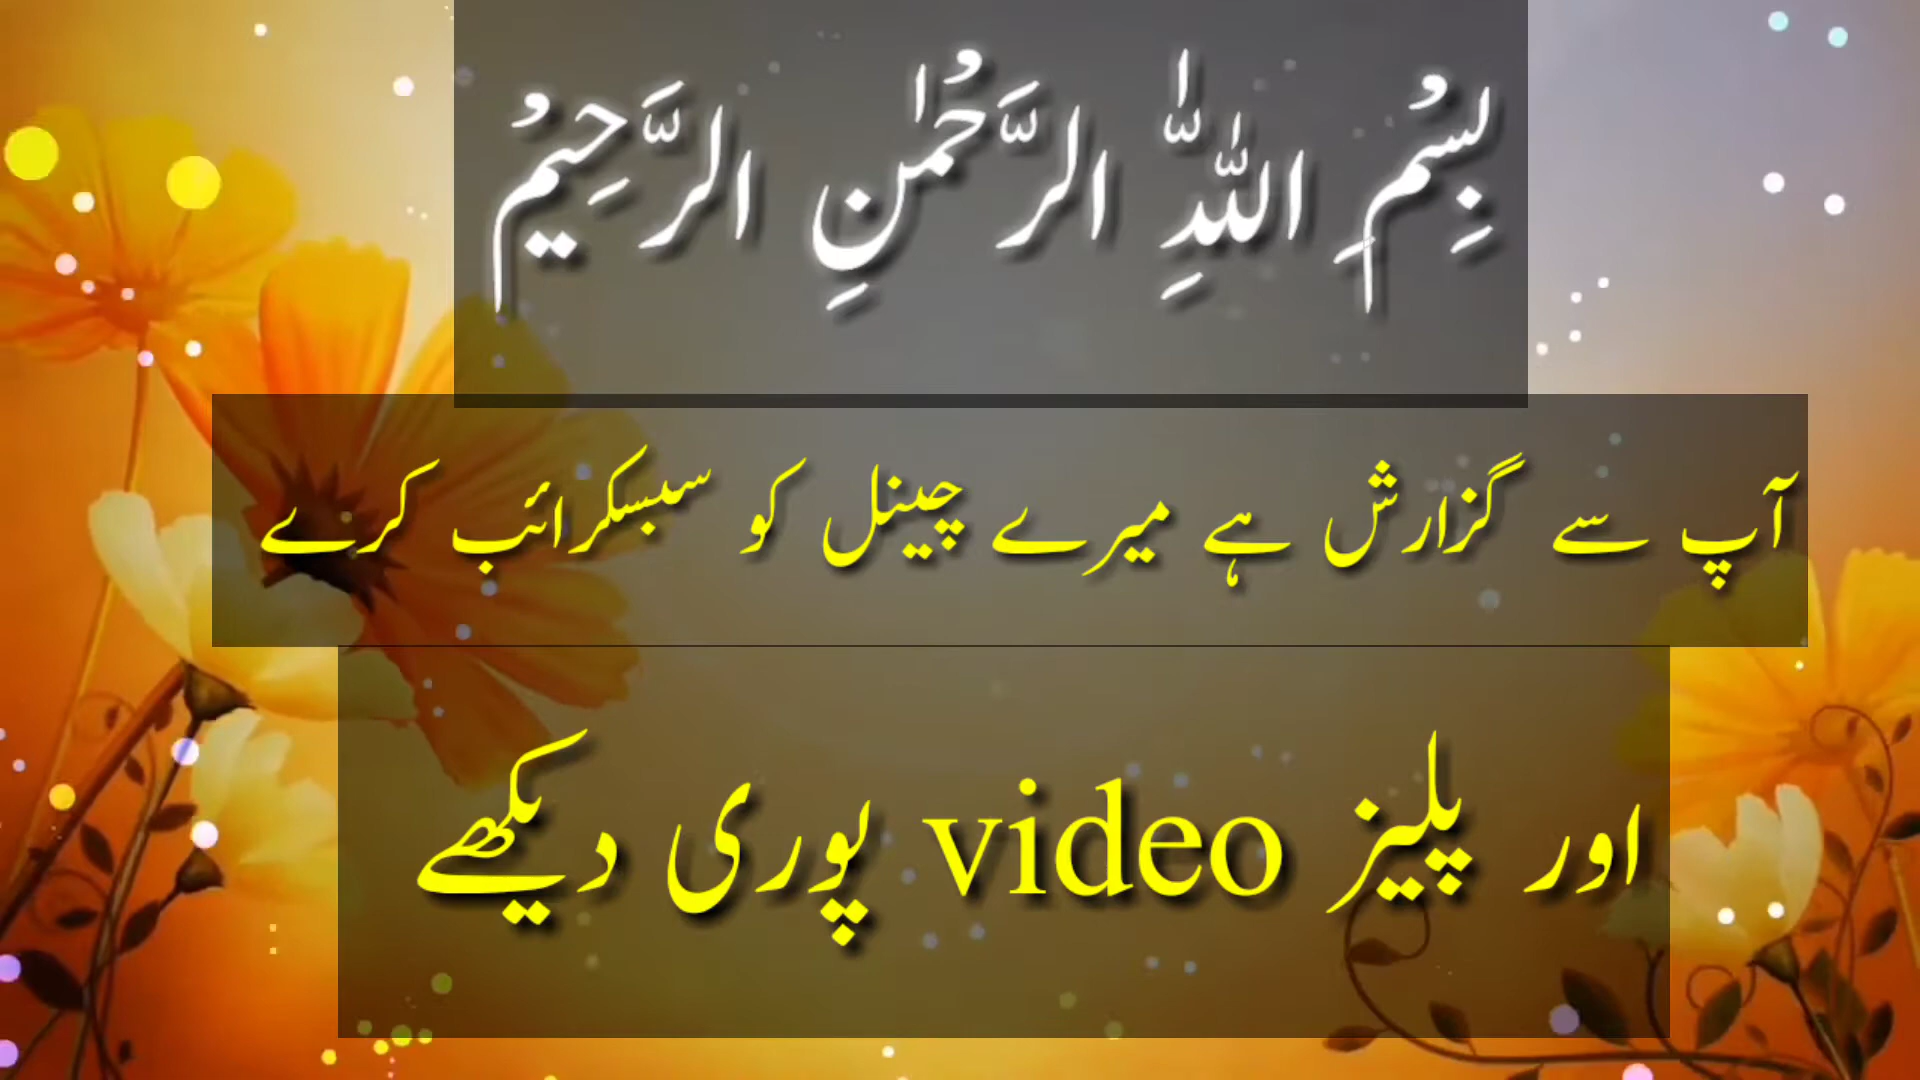 بِسْمِ اللّٰہِ الرَّحْمٰنِ الرَّحِیْمْ
آپ سے گزارش ہے میرے چینل کو سبسکرائب کرے
اور پلیز video پوری دیکھے